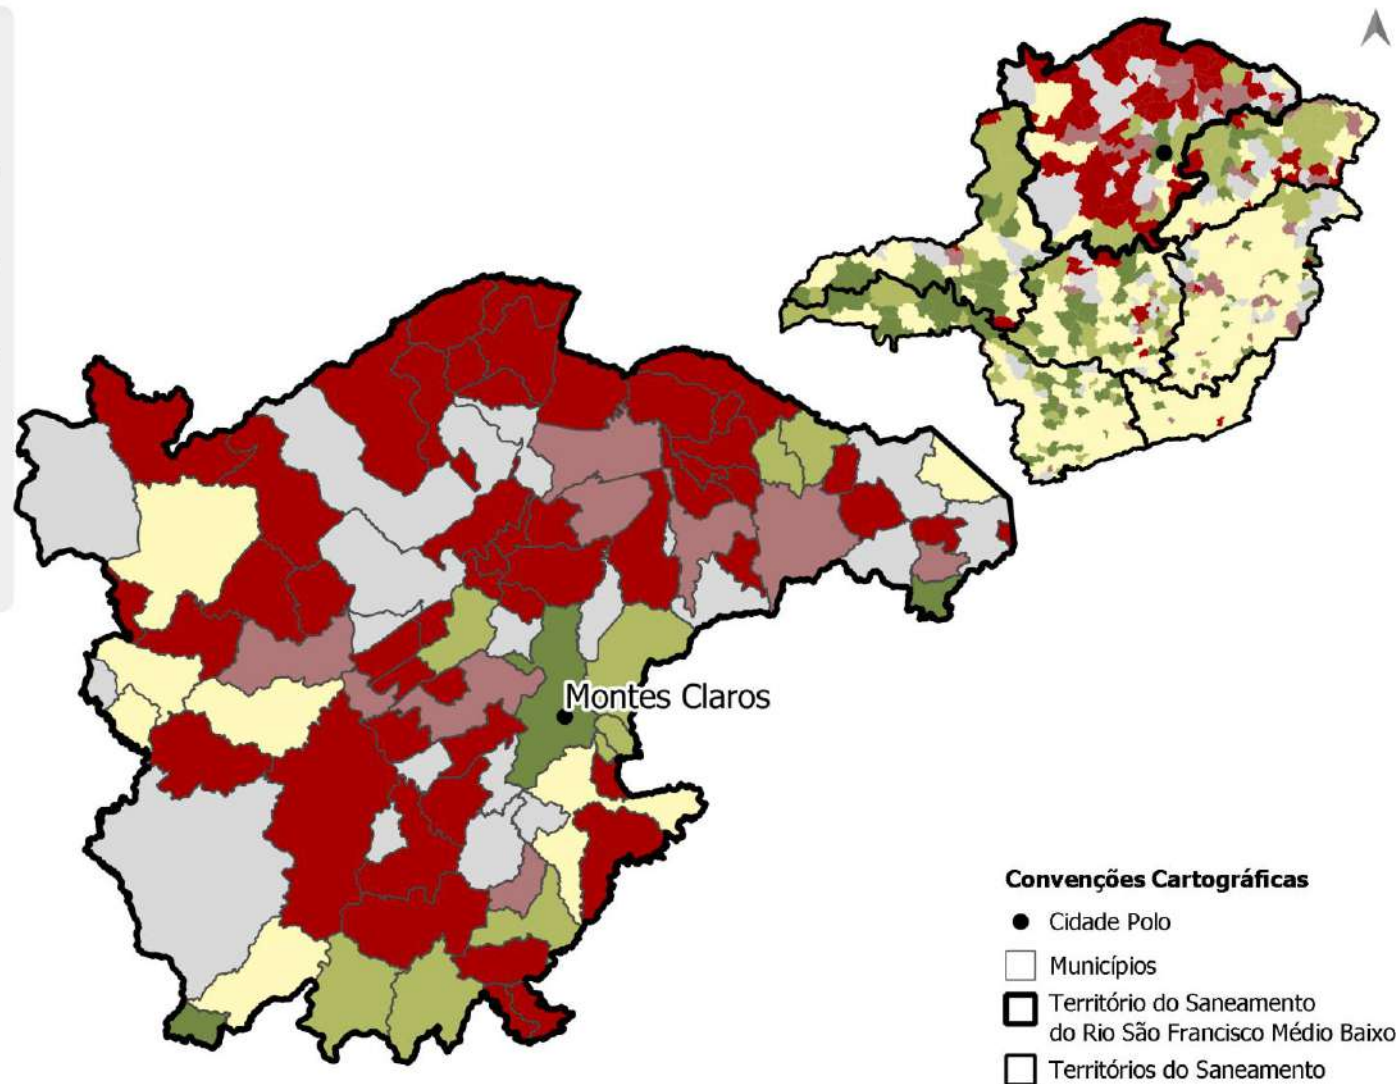 Montes Claros
Convenções Cartográficas
Cidade Polo
Municípios
Território do Saneamento
do Rio São Francisco Médio Baixo
Territórios do Saneamento